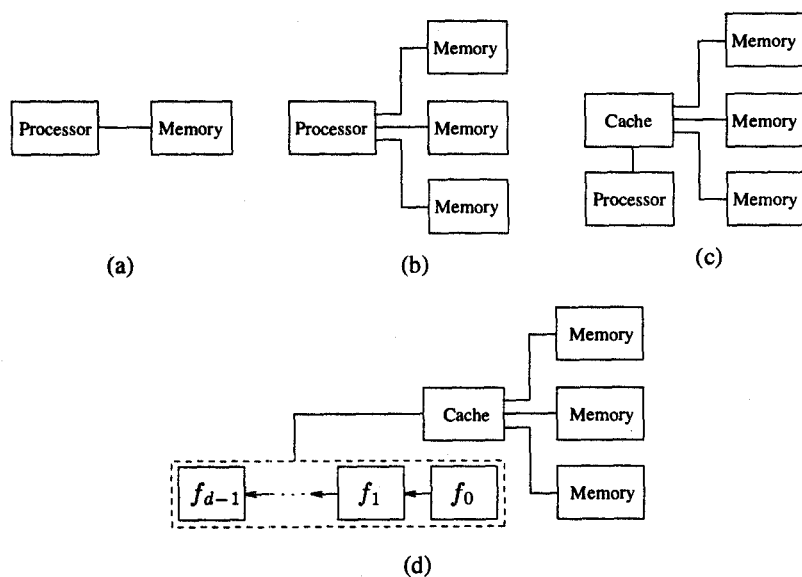 Processor
Memory
(a)
Processor
Memory
Memory
Memory
(b)
Cache
Processor
Memory
Memory
Memory
(c)
f_{d-1}
· · ·
f_1
f_0
Cache
Memory
Memory
Memory
(d)